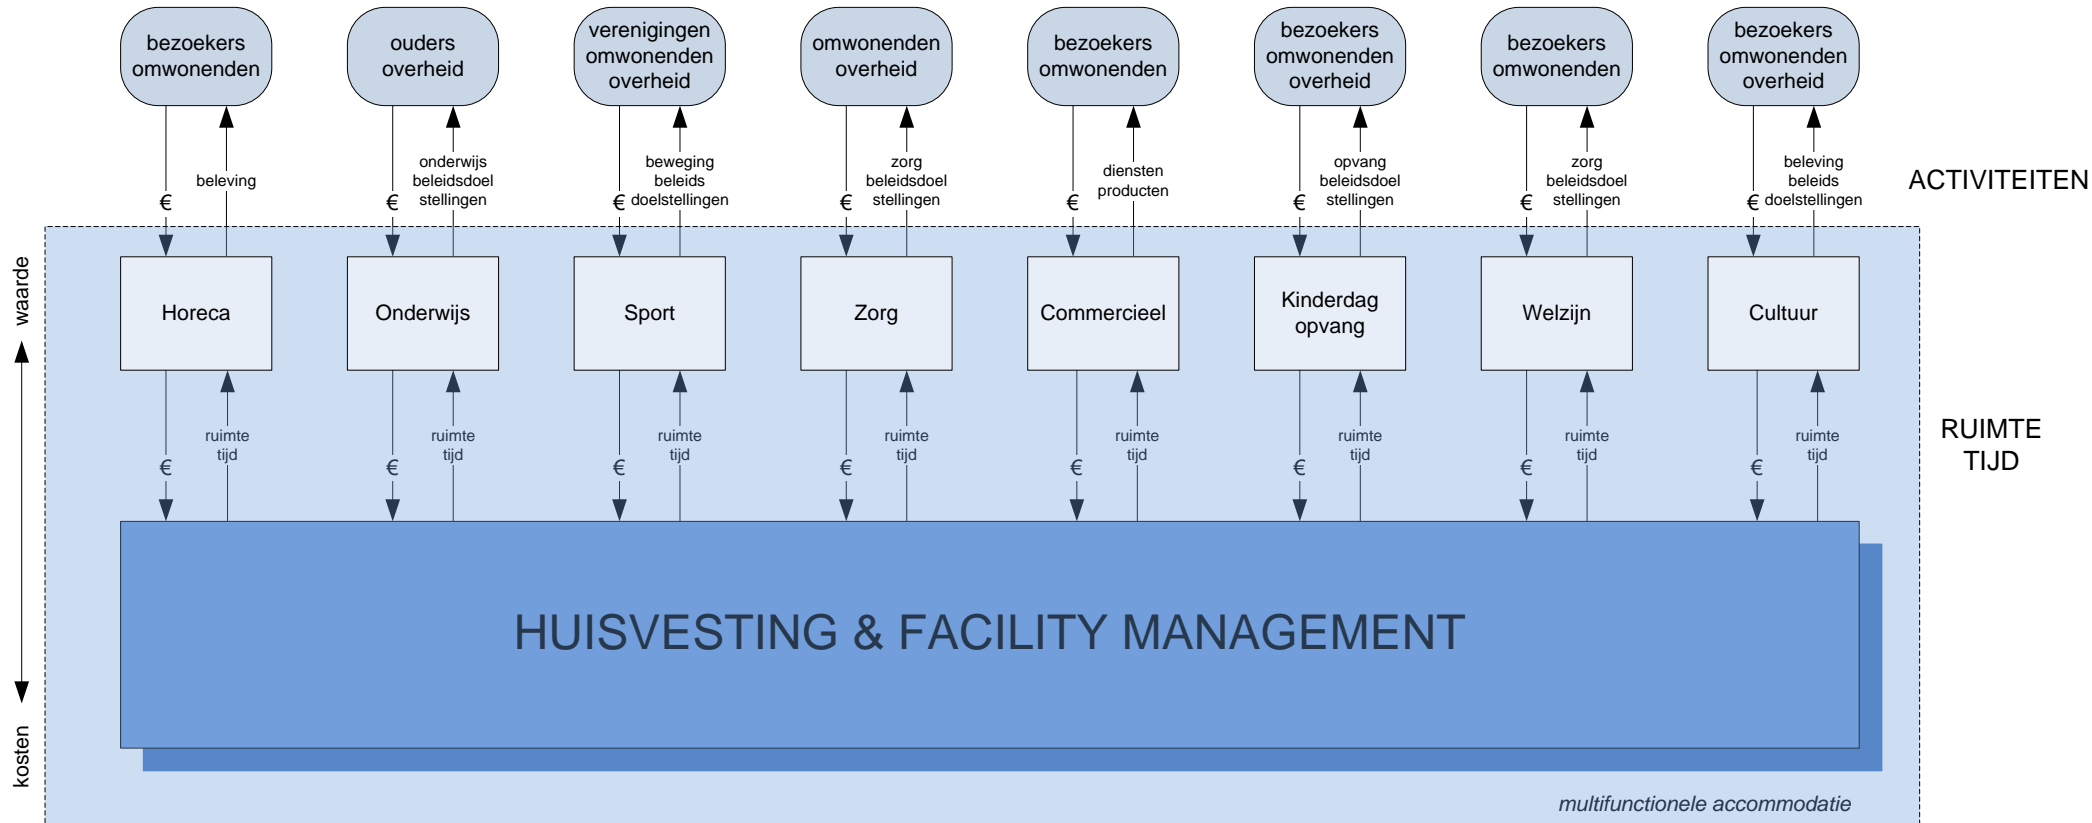 bezoekers
omwonenden
ouders
overheid
verenigingen
omwonenden
overheid
omwonenden
overheid
bezoekers
omwonenden
bezoekers
omwonenden
overheid
bezoekers
omwonenden
bezoekers
omwonenden
overheid
€
beleving
€
onderwijs
beleidsdoel
stellingen
€
beweging
beleids
doelstellingen
€
zorg
beleidsdoel
stellingen
€
diensten
producten
€
opvang
beleidsdoel
stellingen
€
zorg
beleidsdoel
stellingen
€
beleving
beleids
doelstellingen
ACTIVITEITEN
waarde
Horeca
Onderwijs
Sport
Zorg
Commercieel
Kinderdag
opvang
Welzijn
Cultuur
€
ruimte
tijd
€
ruimte
tijd
€
ruimte
tijd
€
ruimte
tijd
€
ruimte
tijd
€
ruimte
tijd
€
ruimte
tijd
€
ruimte
tijd
RUIMTE
TIJD
HUISVESTING & FACILITY MANAGEMENT
kosten
multifunctionele accommodatie